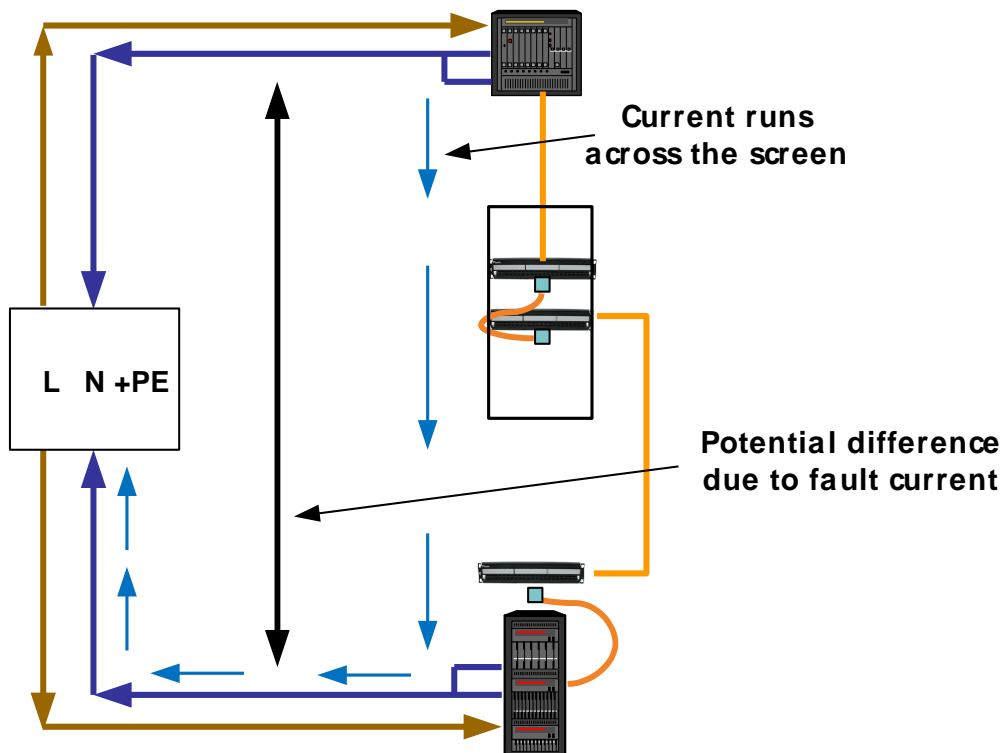 Current runs
across the screen
L N +PE
Potential difference
due to fault current